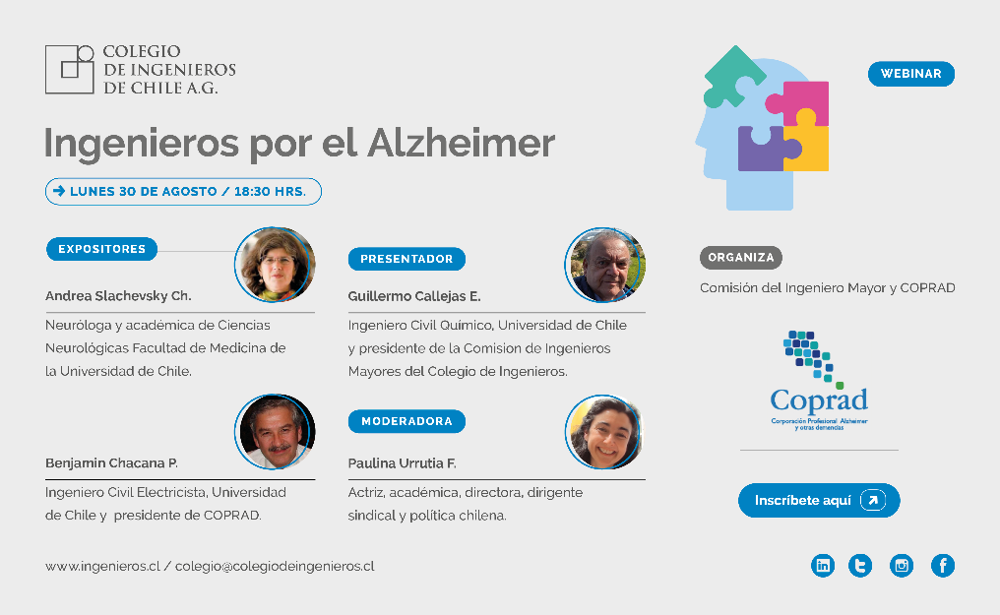 COLEGIO
DE INGENIEROS
DE CHILE A.G.
WEBINAR
Ingenieros por el Alzheimer
LUNES 30 DE AGOSTO / 18:30 HRS.
EXPOSITORES
Andrea Slachevsky Ch.
Neuróloga y académica de Ciencias
Neurológicas Facultad de Medicina de
la Universidad de Chile.
Benjamin Chacana P.
Ingeniero Civil Electricista, Universidad
de Chile y presidente de COPRAD.
PRESENTADOR
Guillermo Callejas E.
Ingeniero Civil Químico, Universidad de Chile
y presidente de la Comision de Ingenieros
Mayores del Colegio de Ingenieros.
MODERADORA
Paulina Urrutia F.
Actriz, académica, directora, dirigente
sindical y política chilena.
ORGANIZA
Comisión del Ingeniero Mayor y COPRAD
Coprad
Corporación Profesional Alzheimer
y otras demencias
Inscríbete aquí
www.ingenieros.cl / colegio@colegiodeingenieros.cl